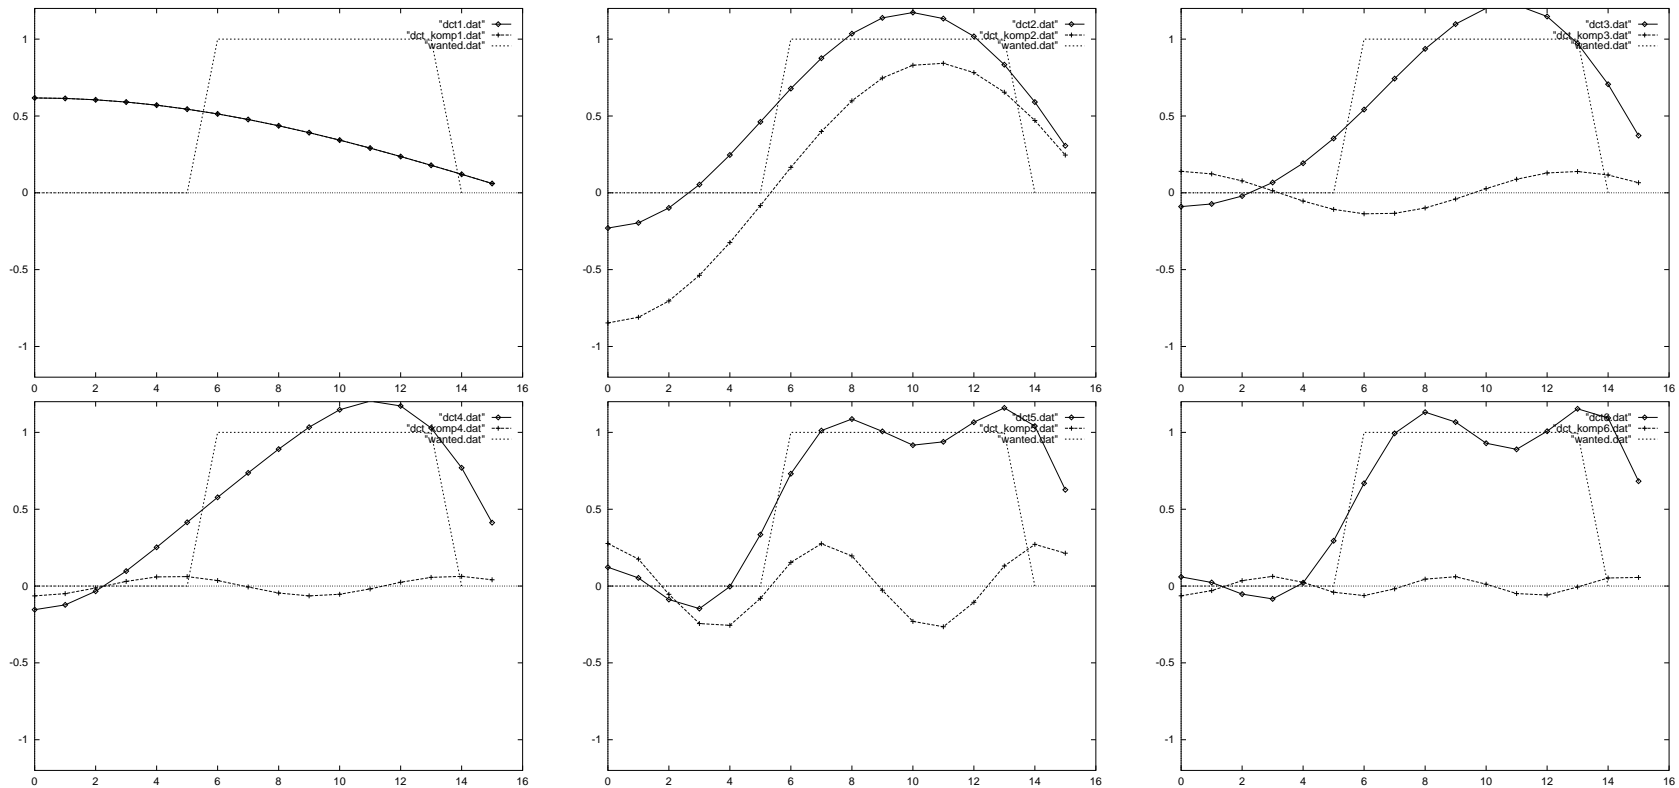 "dct1.dat"
"dct_komp1.dat"
"wanted.dat"
1
0.5
0
-0.5
-1
0 2 4 6 8 10 12 14 16
"dct2.dat"
"dct_komp2.dat"
"wanted.dat"
1
0.5
0
-0.5
-1
0 2 4 6 8 10 12 14 16
"dct3.dat"
"dct_komp3.dat"
"wanted.dat"
1
0.5
0
-0.5
-1
0 2 4 6 8 10 12 14 16
"dct4.dat"
"dct_komp4.dat"
"wanted.dat"
1
0.5
0
-0.5
-1
0 2 4 6 8 10 12 14 16
"dct5.dat"
"dct_komp5.dat"
"wanted.dat"
1
0.5
0
-0.5
-1
0 2 4 6 8 10 12 14 16
"dct6.dat"
"dct_komp6.dat"
"wanted.dat"
1
0.5
0
-0.5
-1
0 2 4 6 8 10 12 14 16